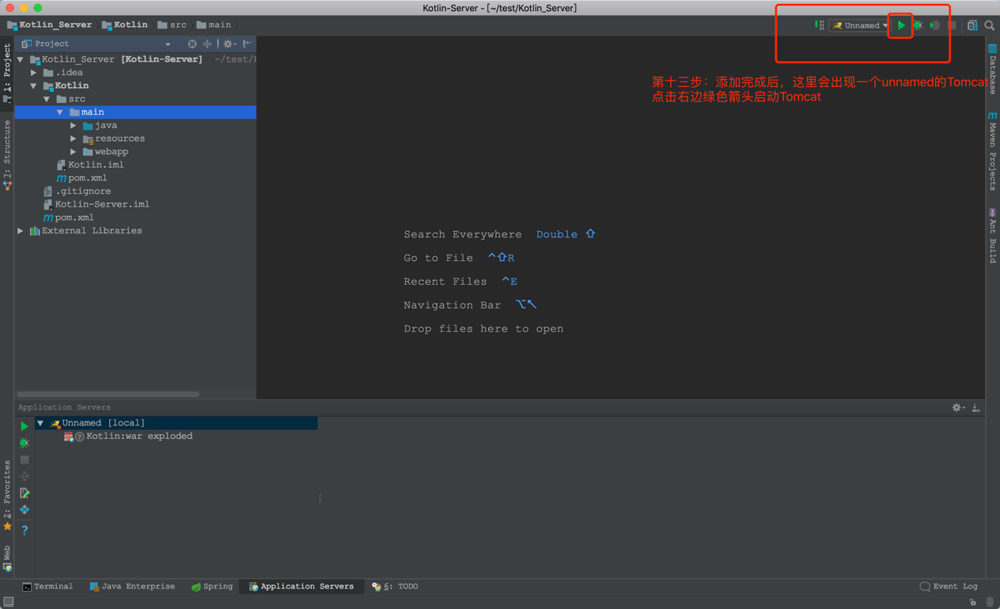 Kotlin-Server - [~/test/Kotlin_Server]
Kotlin_Server Kotlin src main
Unnamed
Project
Kotlin_Server [Kotlin-Server] ~/test/
.idea
Kotlin
src
main
java
resources
webapp
Kotlin.iml
pom.xml
.gitignore
Kotlin-Server.iml
pom.xml
External Libraries
1: Project
7: Structure
2: Favorites
Web
第十三步：添加完成后，这里会出现一个unnamed的Tomcat
点击右边绿色箭头启动Tomcat
Search Everywhere Double ⇧
Go to File ^⇧R
Recent Files ^E
Navigation Bar ⌥↖
Drop files here to open
Database
Maven Projects
Ant Build
Application Servers
Unnamed [local]
Kotlin:war exploded
Terminal Java Enterprise Spring Application Servers 6: TODO Event Log